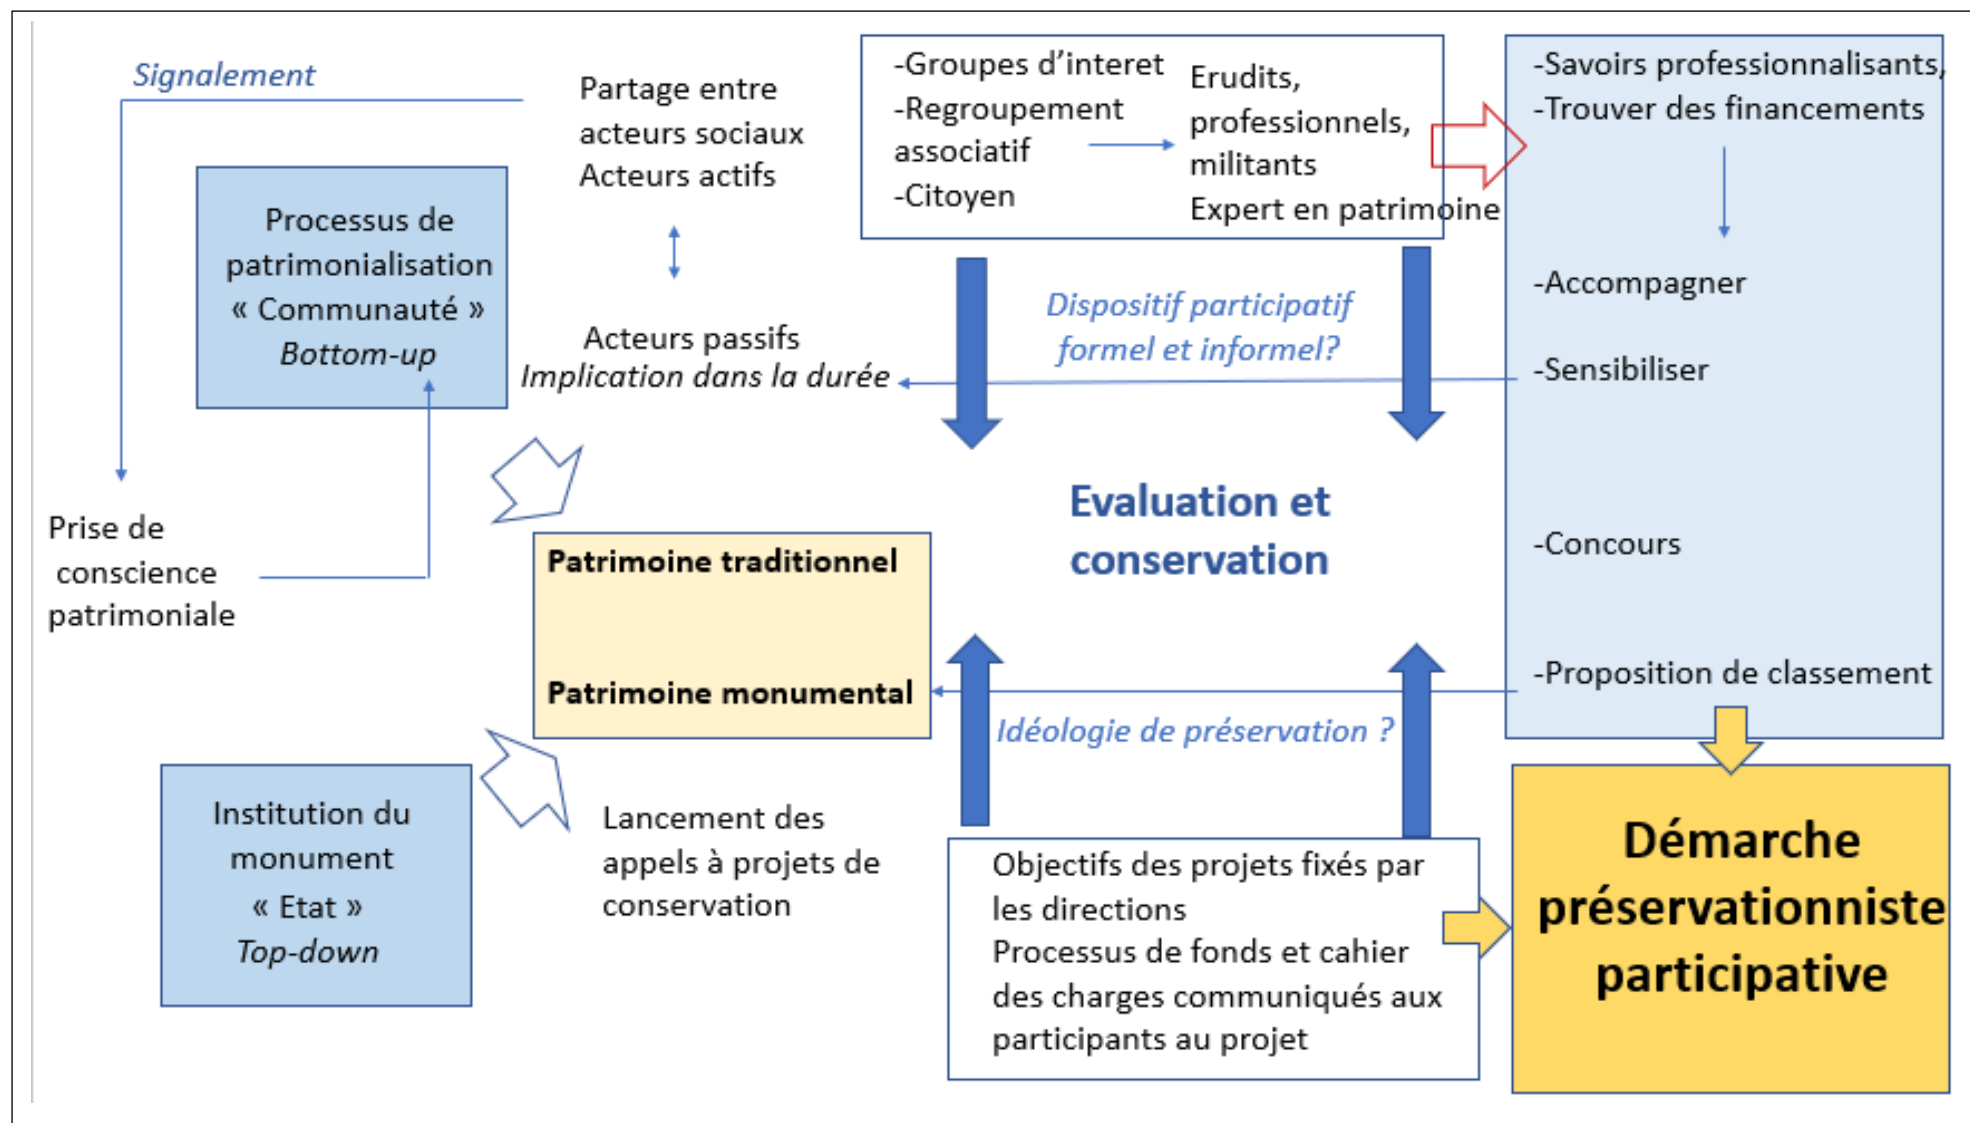 Signalement
Partage entre
acteurs sociaux
Acteurs actifs
Processus de
patrimonialisation
« Communauté »
Bottom-up
Acteurs passifs
Implication dans la durée
Prise de
conscience
patrimoniale
-Groupes d’interet
-Regroupement
associatif
-Citoyen
Erudits,
professionnels,
militants
Expert en patrimoine
-Savoirs professionnalisants,
-Trouver des financements
-Accompagner
-Sensibiliser
-Concours
-Proposition de classement
Dispositif participatif
formel et informel?
Evaluation et
conservation
Patrimoine traditionnel
Patrimoine monumental
Idéologie de préservation ?
Institution du
monument
« Etat »
Top-down
Lancement des
appels à projets de
conservation
Objectifs des projets fixés par
les directions
Processus de fonds et cahier
des charges communiqués aux
participants au projet
Démarche
préservationniste
participative